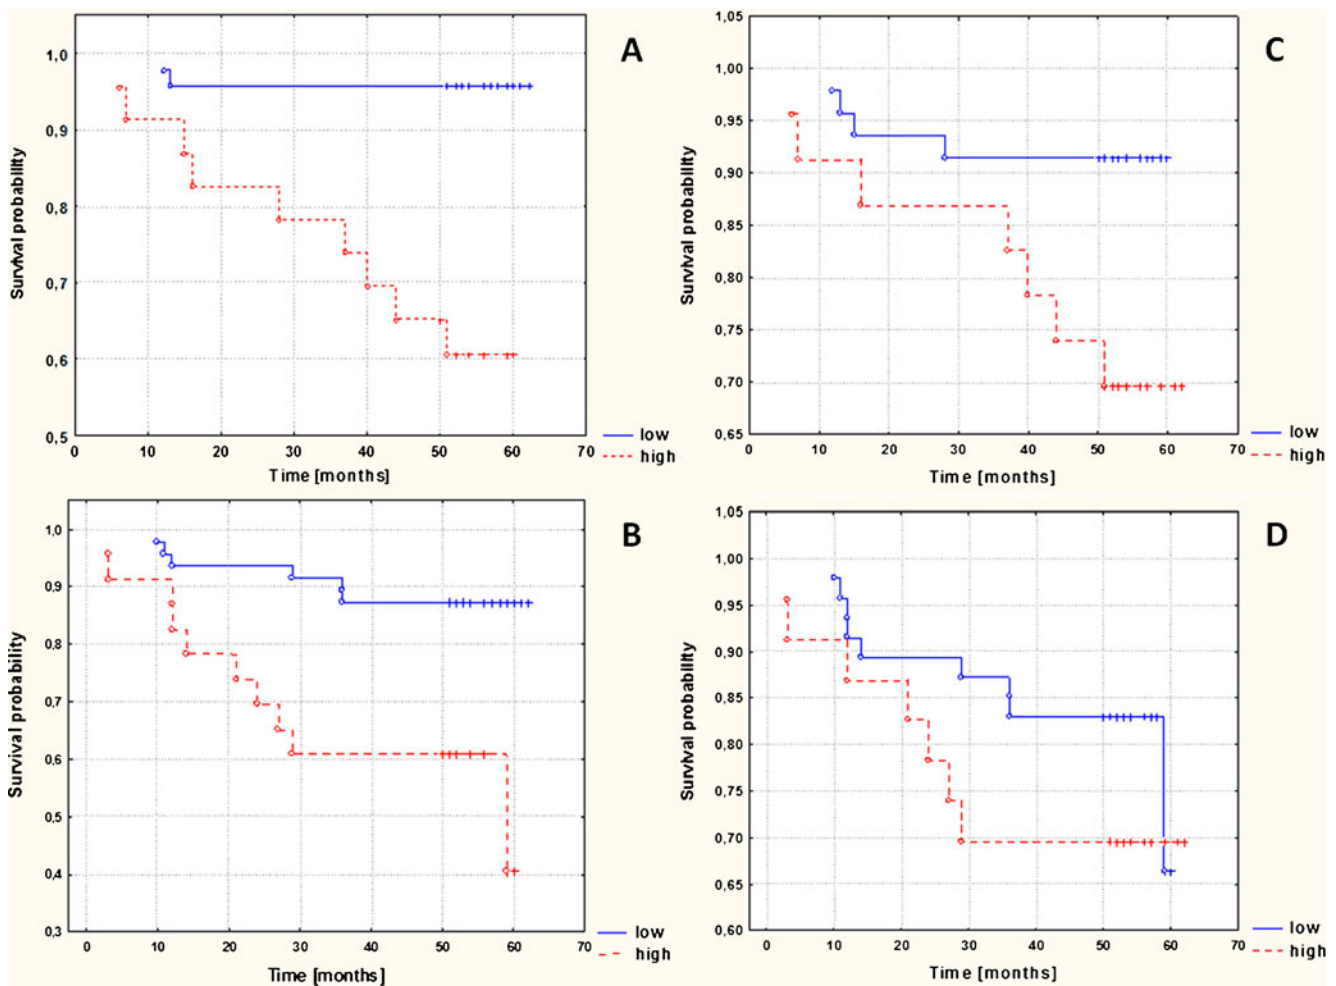 A
1,0
0,9
0,8
0,7
0,6
0,5
Survival probability
0 10 20 30 40 50 60 70
Time [months]
low
high
C
1,05
1,00
0,95
0,90
0,85
0,80
0,75
0,70
0,65
Survival probability
0 10 20 30 40 50 60 70
Time [months]
low
high
B
1,0
0,9
0,8
0,7
0,6
0,5
0,4
0,3
Survival probability
0 10 20 30 40 50 60 70
Time [months]
low
high
D
1,05
1,00
0,95
0,90
0,85
0,80
0,75
0,70
0,65
0,60
Survival probability
0 10 20 30 40 50 60 70
Time [months]
low
high